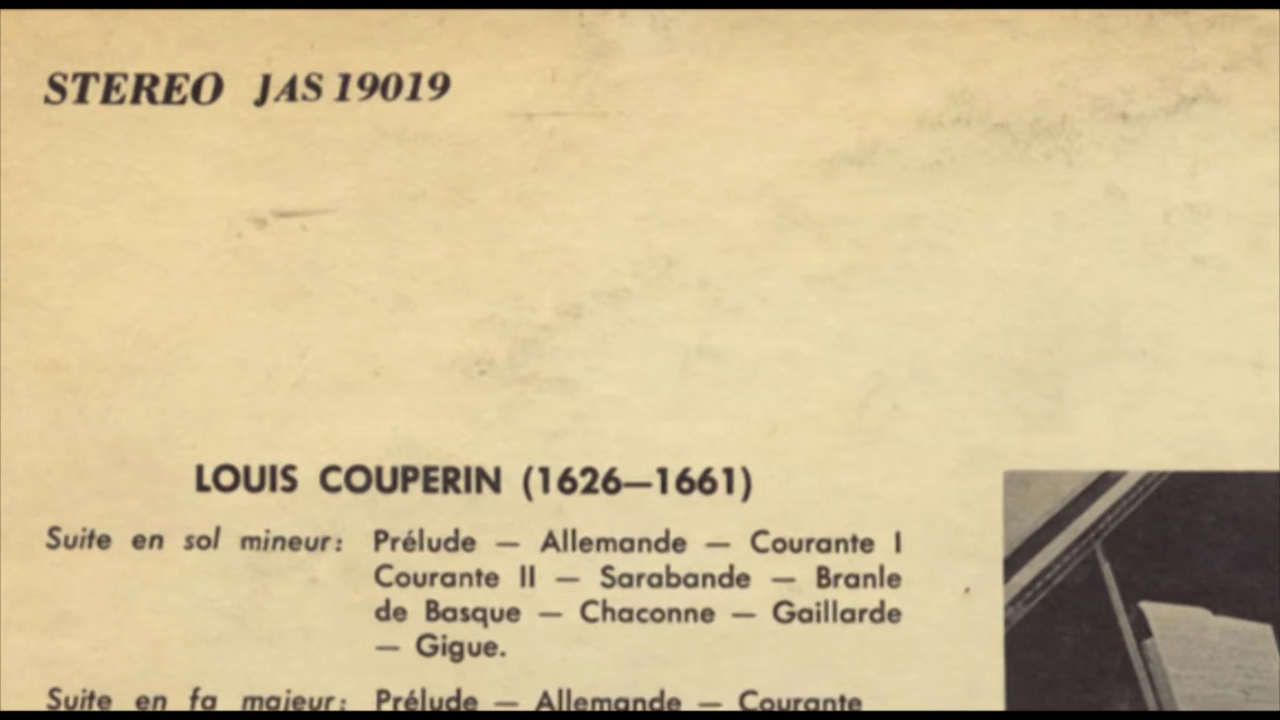 STEREO JAS 19019
LOUIS COUPERIN (1626—1661)
Suite en sol mineur: Prélude — Allemande — Courante I
Courante II — Sarabande — Branle
de Basque — Chaconne — Gaillarde
— Gigue.
Suite en fa majeur: Prélude — Allemande — Courante